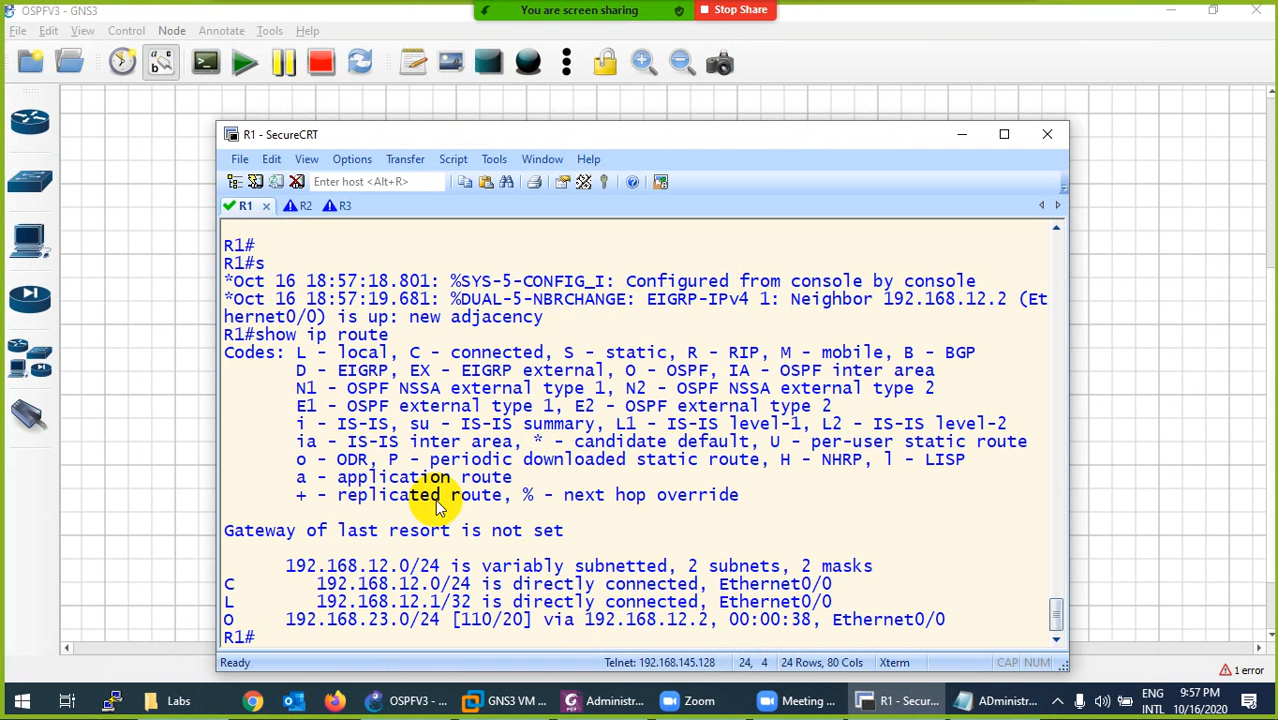 OSPFV3 - GNS3
You are screen sharing
Stop Share
File Edit View Control Node Annotate Tools Help
R1 - SecureCRT
File Edit View Options Transfer Script Tools Window Help
Enter host <Alt+R>
R1 R2 R3
R1#
R1#s
*Oct 16 18:57:18.801: %SYS-5-CONFIG_I: Configured from console by console
*Oct 16 18:57:19.681: %DUAL-5-NBRCHANGE: EIGRP-IPv4 1: Neighbor 192.168.12.2 (Et
hernet0/0) is up: new adjacency
R1#show ip route
Codes: L - local, C - connected, S - static, R - RIP, M - mobile, B - BGP
D - EIGRP, EX - EIGRP external, O - OSPF, IA - OSPF inter area
N1 - OSPF NSSA external type 1, N2 - OSPF NSSA external type 2
E1 - OSPF external type 1, E2 - OSPF external type 2
i - IS-IS, su - IS-IS summary, L1 - IS-IS level-1, L2 - IS-IS level-2
ia - IS-IS inter area, * - candidate default, U - per-user static route
o - ODR, P - periodic downloaded static route, H - NHRP, l - LISP
a - application route
+ - replicated route, % - next hop override
Gateway of last resort is not set
192.168.12.0/24 is variably subnetted, 2 subnets, 2 masks
C 192.168.12.0/24 is directly connected, Ethernet0/0
L 192.168.12.1/32 is directly connected, Ethernet0/0
O 192.168.23.0/24 [110/20] via 192.168.12.2, 00:00:38, Ethernet0/0
R1#
Ready Telnet: 192.168.145.128 24, 4 24 Rows, 80 Cols Xterm CAP NUM
1 error
Labs OSPFV3 - ... GNS3 VM ... Administr... Zoom Meeting ... R1 - Secur... ADministr...
ENG 9:57 PM
INTL 10/16/2020